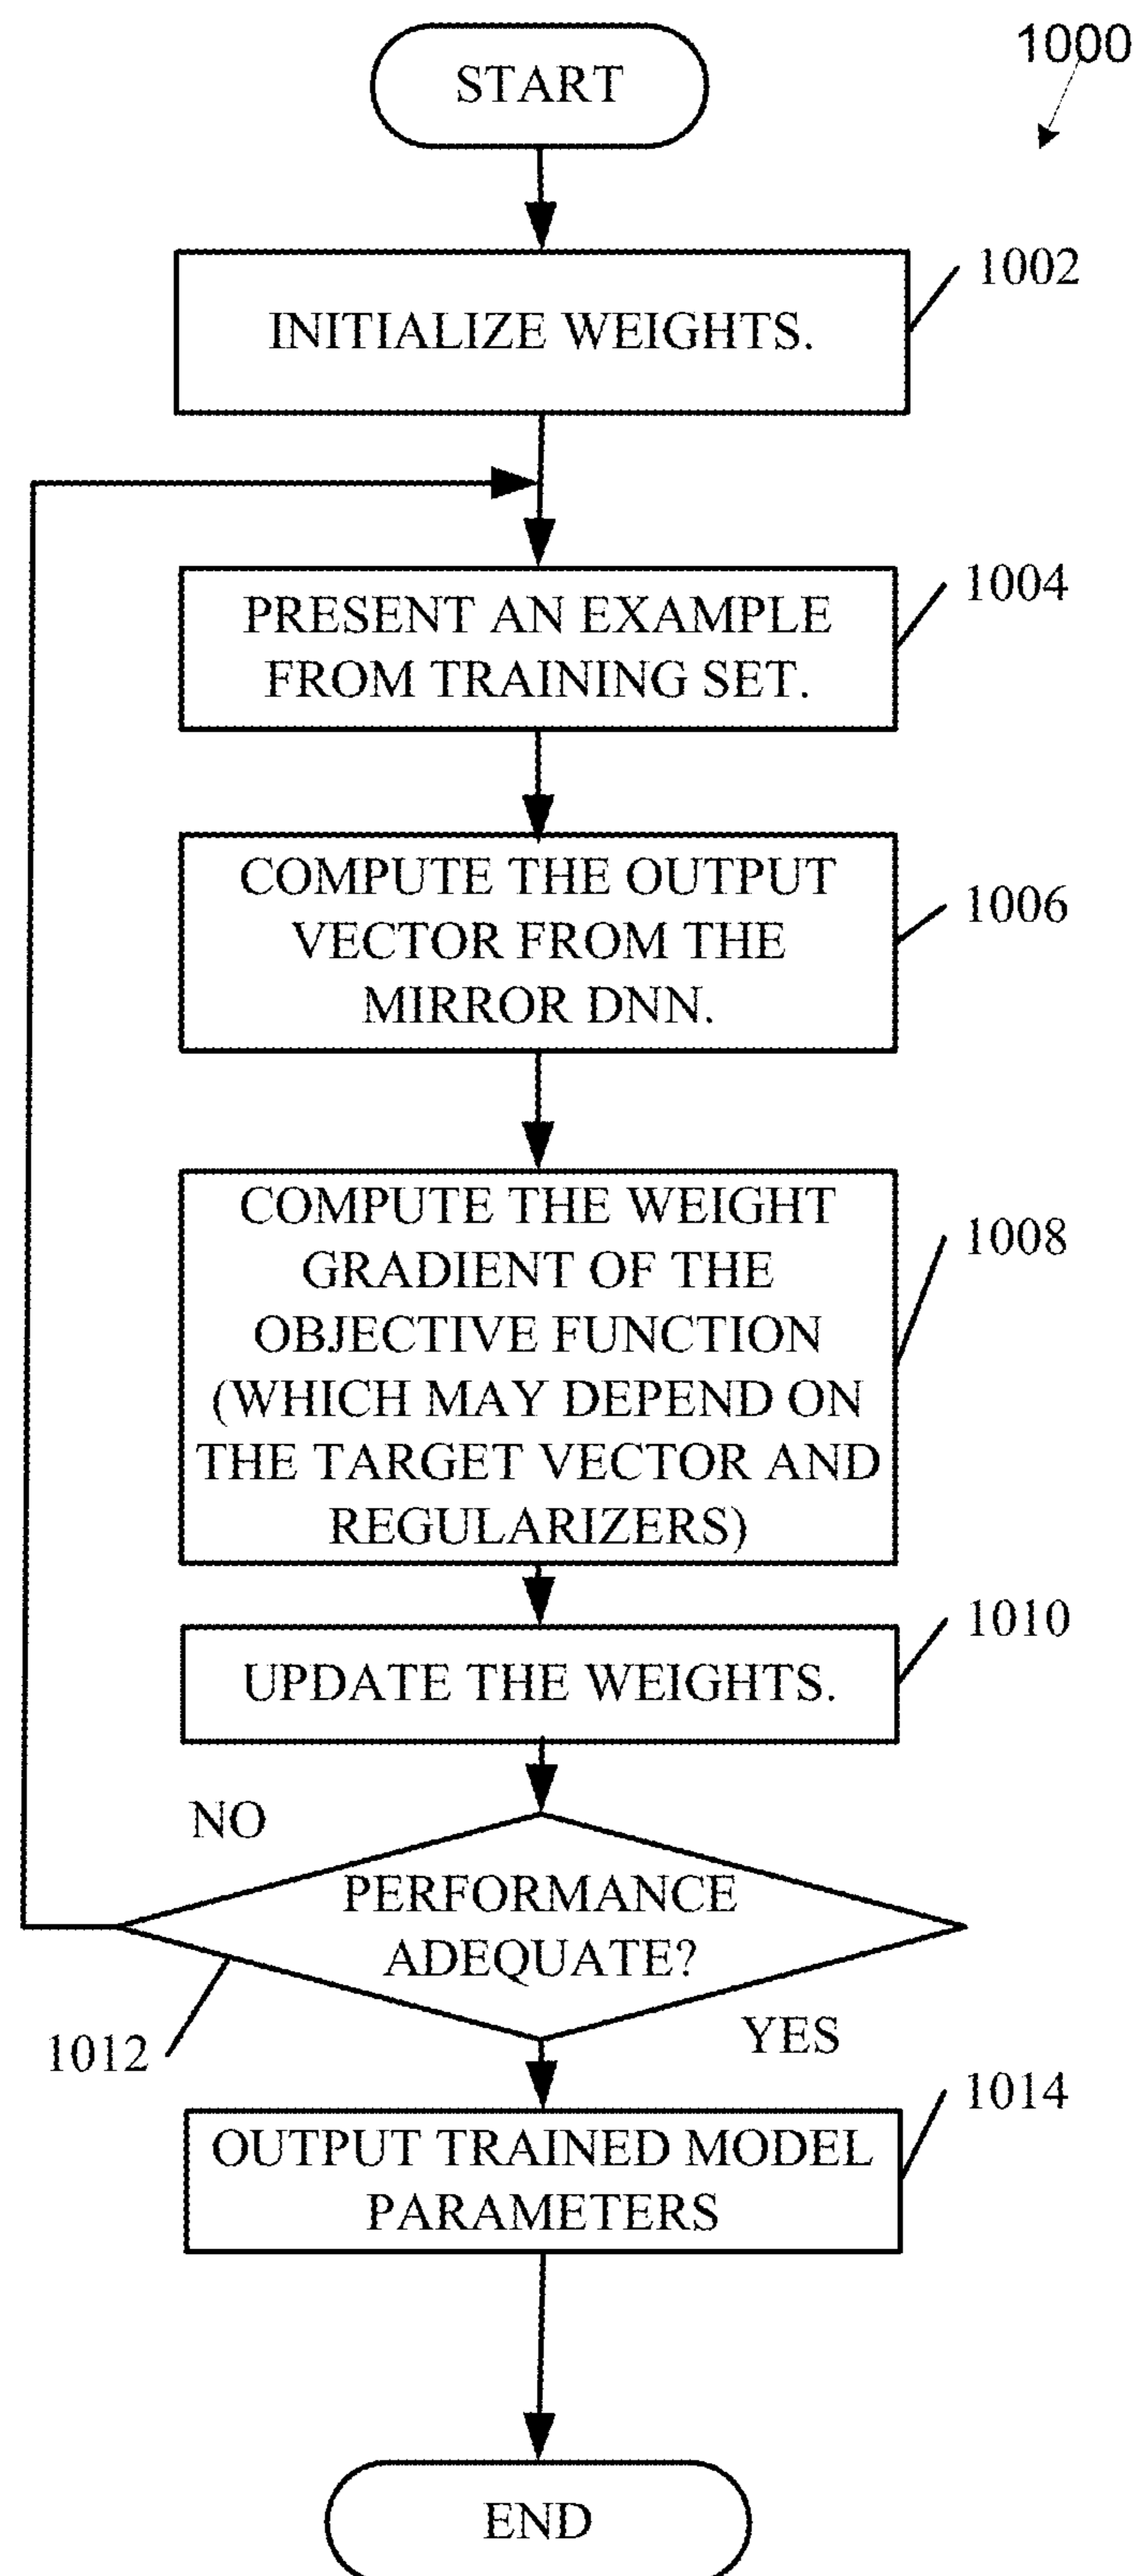 1000
START
1002
INITIALIZE WEIGHTS.
1004
PRESENT AN EXAMPLE
FROM TRAINING SET.
1006
COMPUTE THE OUTPUT
VECTOR FROM THE
MIRROR DNN.
1008
COMPUTE THE WEIGHT
GRADIENT OF THE
OBJECTIVE FUNCTION
(WHICH MAY DEPEND ON
THE TARGET VECTOR AND
REGULARIZERS)
1010
UPDATE THE WEIGHTS.
NO
PERFORMANCE
ADEQUATE?
1012
YES
1014
OUTPUT TRAINED MODEL
PARAMETERS
END